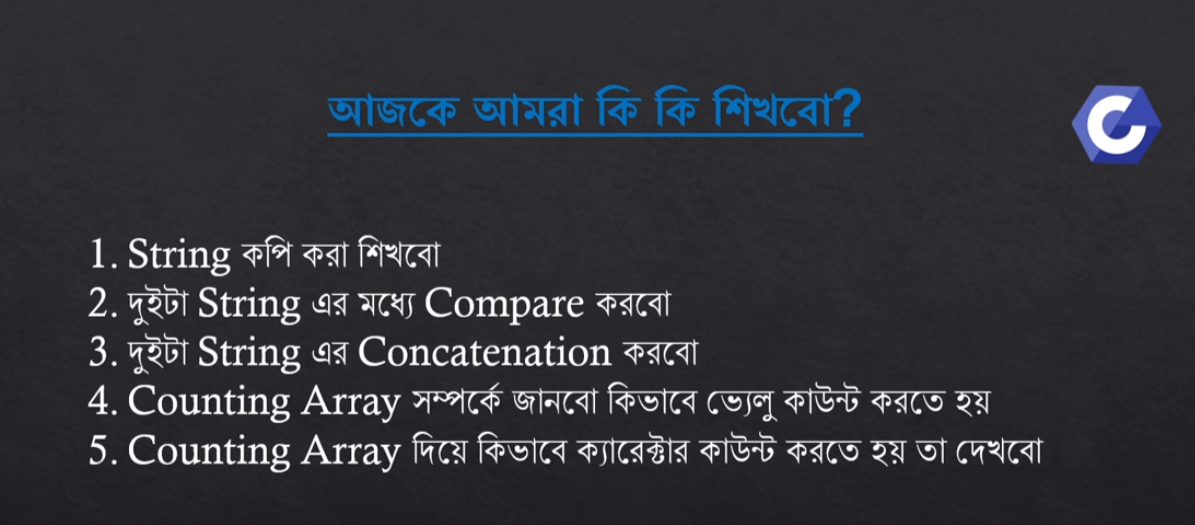 আজকে আমরা কি কি শিখবো?
1. String কপি করা শিখবো
2. দুইটা String এর মধ্যে Compare করবো
3. দুইটা String এর Concatenation করবো
4. Counting Array সম্পর্কে জানবো কিভাবে ভ্যেলু কাউন্ট করতে হয়
5. Counting Array দিয়ে কিভাবে ক্যারেক্টার কাউন্ট করতে হয় তা দেখবো
C